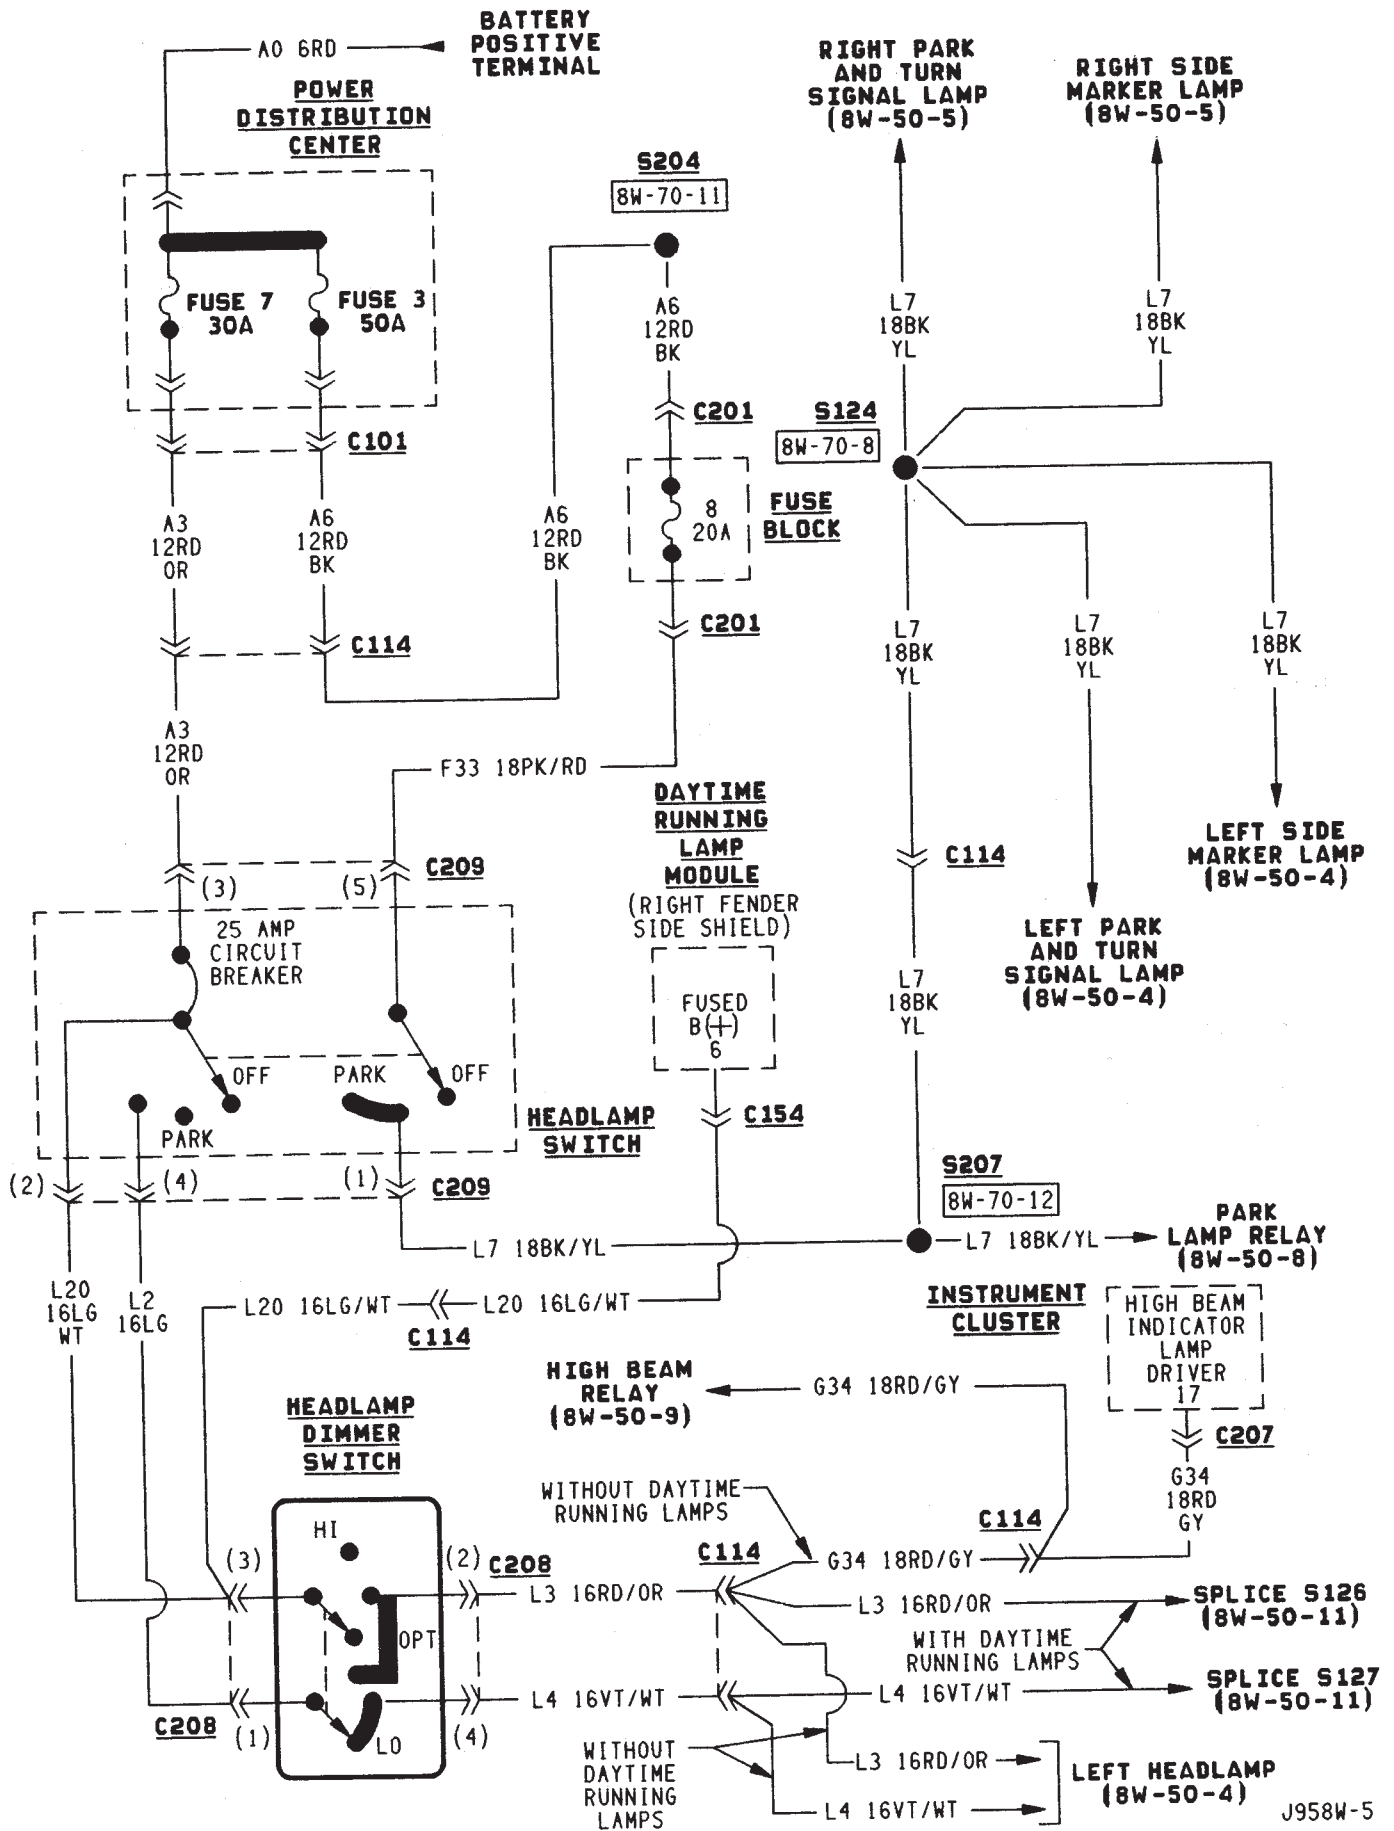 BATTERY
POSITIVE
TERMINAL
A0 6RD
POWER
DISTRIBUTION
CENTER
FUSE 7
30A
FUSE 3
50A
C101
A3
12RD
OR
A6
12RD
BK
C114
A3
12RD
OR
S204
8W-70-11
A6
12RD
BK
A6
12RD
BK
C201
8
20A
FUSE
BLOCK
C201
F33 18PK/RD
RIGHT PARK
AND TURN
SIGNAL LAMP
(8W-50-5)
RIGHT SIDE
MARKER LAMP
(8W-50-5)
L7
18BK
YL
L7
18BK
YL
S124
8W-70-8
L7
18BK
YL
L7
18BK
YL
L7
18BK
YL
LEFT SIDE
MARKER LAMP
(8W-50-4)
C114
LEFT PARK
AND TURN
SIGNAL LAMP
(8W-50-4)
L7
18BK
YL
C209
(3)
(5)
25 AMP
CIRCUIT
BREAKER
OFF
PARK
OFF
PARK
HEADLAMP
SWITCH
(2)
(4)
(1)
C209
DAYTIME
RUNNING
LAMP
MODULE
(RIGHT FENDER
SIDE SHIELD)
FUSED
B(+)
6
C154
S207
8W-70-12
L7 18BK/YL
L7 18BK/YL
PARK
LAMP RELAY
(8W-50-8)
L20
16LG
WT
L2
16LG
L20 16LG/WT
L20 16LG/WT
C114
INSTRUMENT
CLUSTER
HIGH BEAM
INDICATOR
LAMP
DRIVER
17
C207
G34
18RD
GY
HIGH BEAM
RELAY
(8W-50-9)
G34 18RD/GY
HEADLAMP
DIMMER
SWITCH
HI
OPT
LO
(3)
(2)
C208
C208
(1)
(4)
WITHOUT DAYTIME
RUNNING LAMPS
C114
C114
G34 18RD/GY
L3 16RD/OR
L3 16RD/OR
SPLICE S126
(8W-50-11)
WITH DAYTIME
RUNNING LAMPS
L4 16VT/WT
L4 16VT/WT
SPLICE S127
(8W-50-11)
WITHOUT
DAYTIME
RUNNING
LAMPS
L3 16RD/OR
L4 16VT/WT
LEFT HEADLAMP
(8W-50-4)
J958W-5